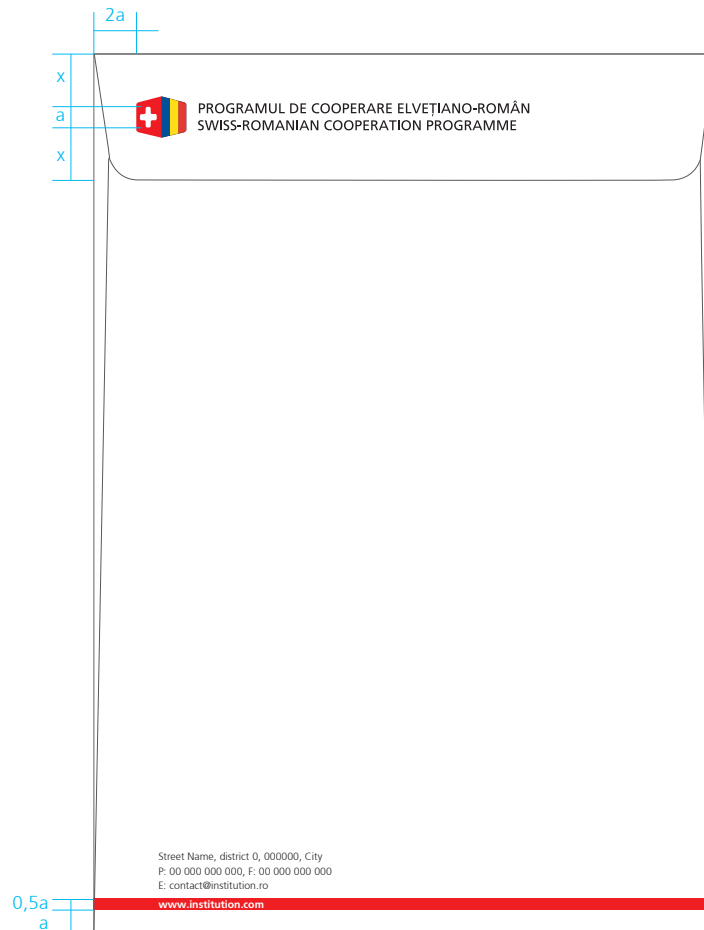 2a
x
a
x
PROGRAMUL DE COOPERARE ELVEȚIANO-ROMÂN
SWISS-ROMANIAN COOPERATION PROGRAMME
Street Name, district 0, 000000, City
P: 00 000 000 000, F: 00 000 000 000
E: contact@institution.ro
0,5a
www.institution.com
a